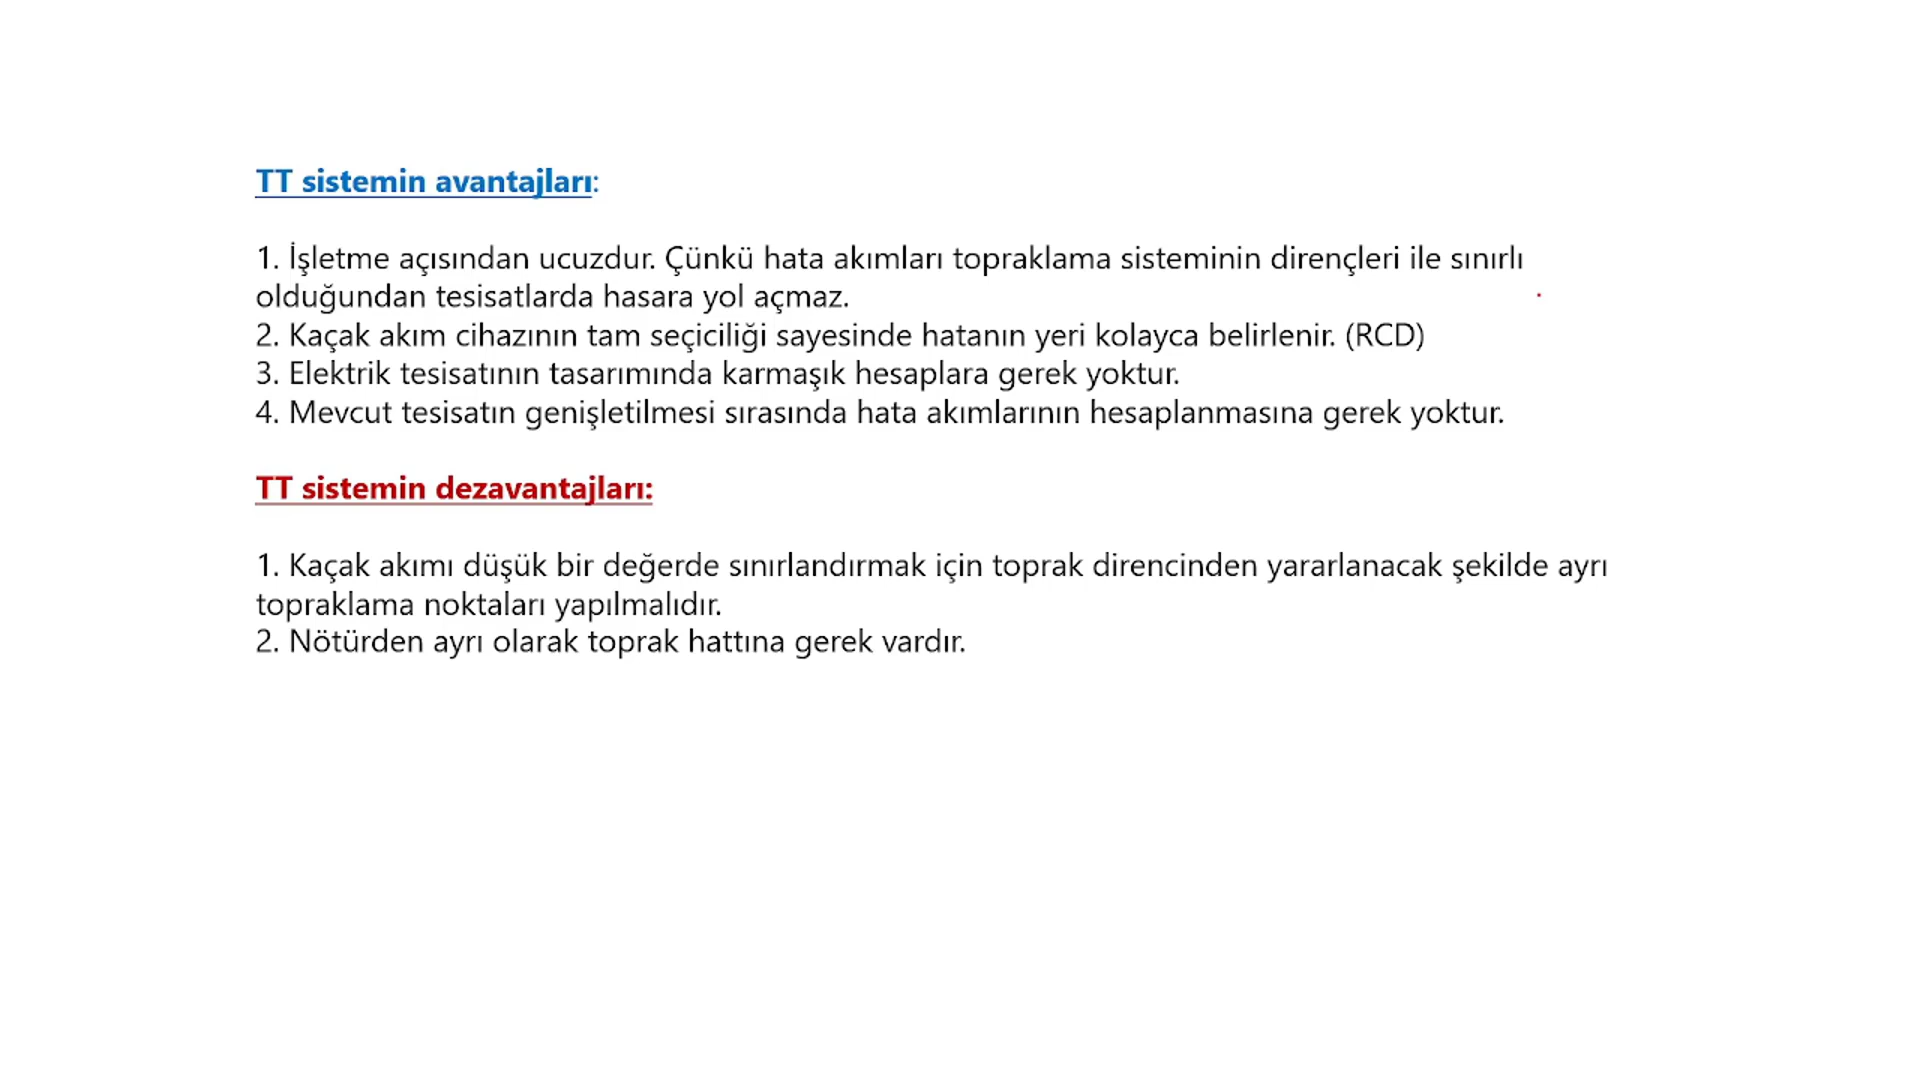 TT sistemin avantajları:
1. İşletme açısından ucuzdur. Çünkü hata akımları topraklama sisteminin dirençleri ile sınırlı
olduğundan tesisatlarda hasara yol açmaz.
2. Kaçak akım cihazının tam seçiciliği sayesinde hatanın yeri kolayca belirlenir. (RCD)
3. Elektrik tesisatının tasarımında karmaşık hesaplara gerek yoktur.
4. Mevcut tesisatın genişletilmesi sırasında hata akımlarının hesaplanmasına gerek yoktur.
TT sistemin dezavantajları:
1. Kaçak akımı düşük bir değerde sınırlandırmak için toprak direncinden yararlanacak şekilde ayrı
topraklama noktaları yapılmalıdır.
2. Nötürden ayrı olarak toprak hattına gerek vardır.